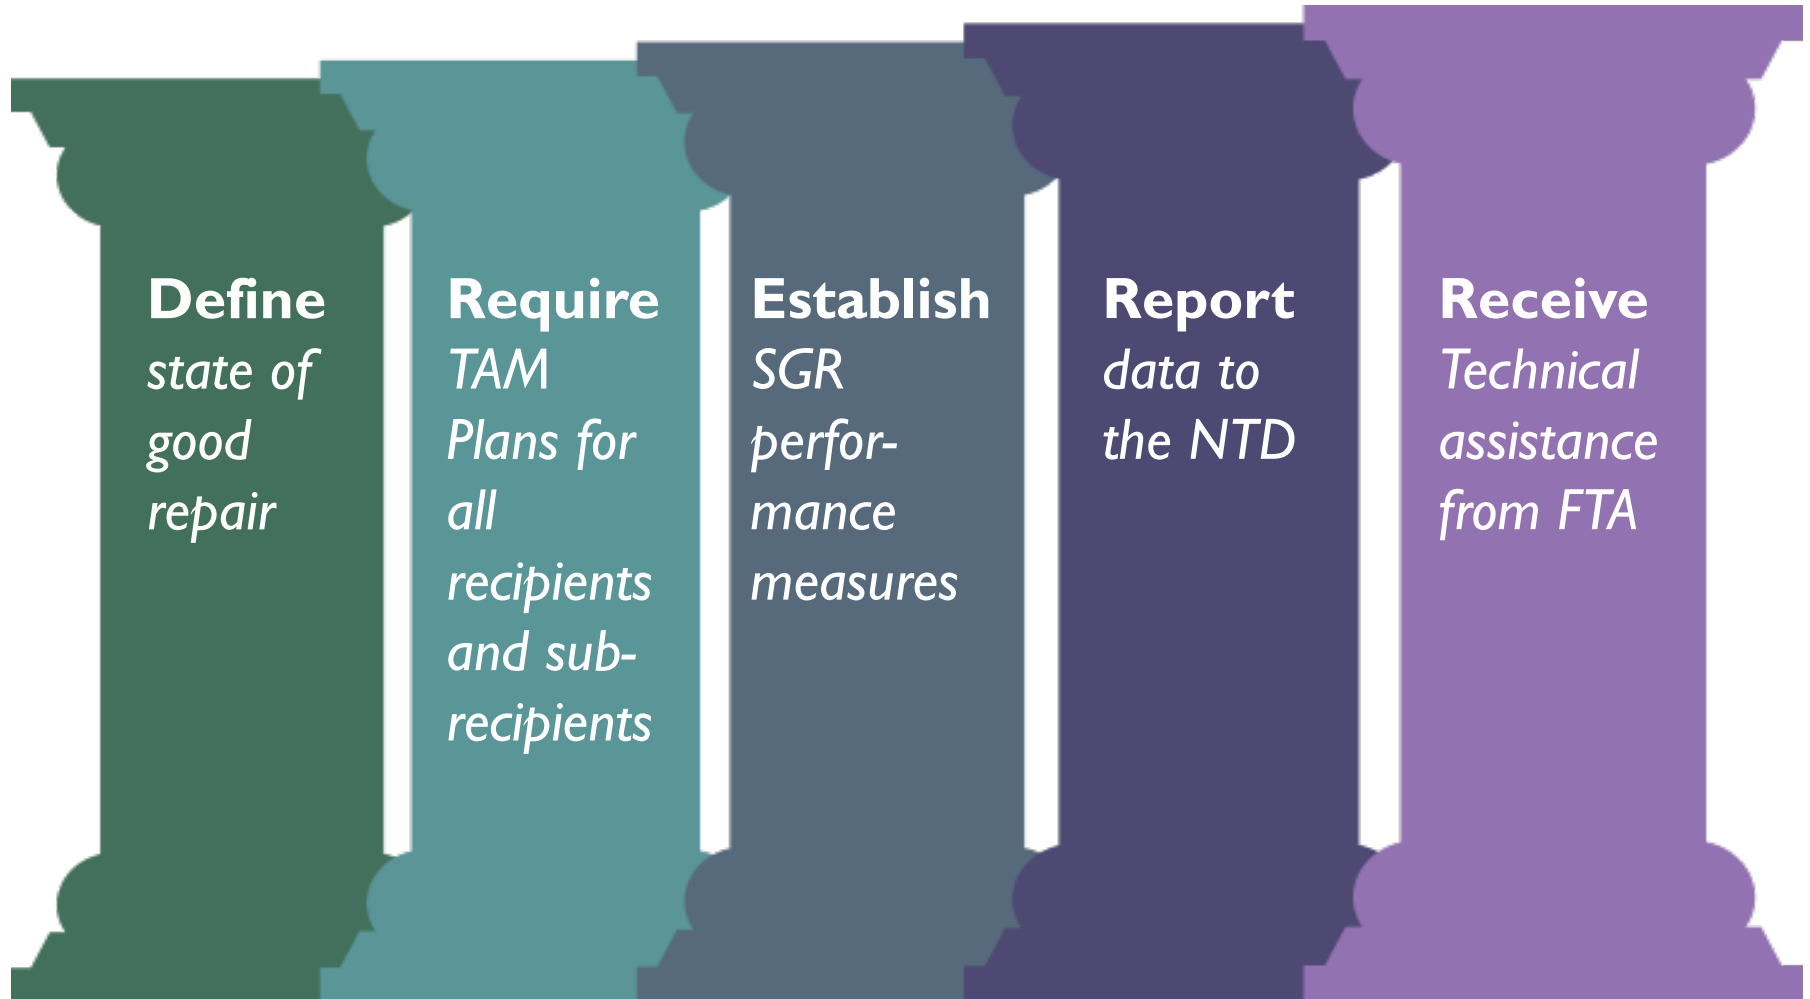 Define
state of
good
repair
Require
TAM
Plans for
all
recipients
and sub-
recipients
Establish
SGR
perfor-
mance
measures
Report
data to
the NTD
Receive
Technical
assistance
from FTA